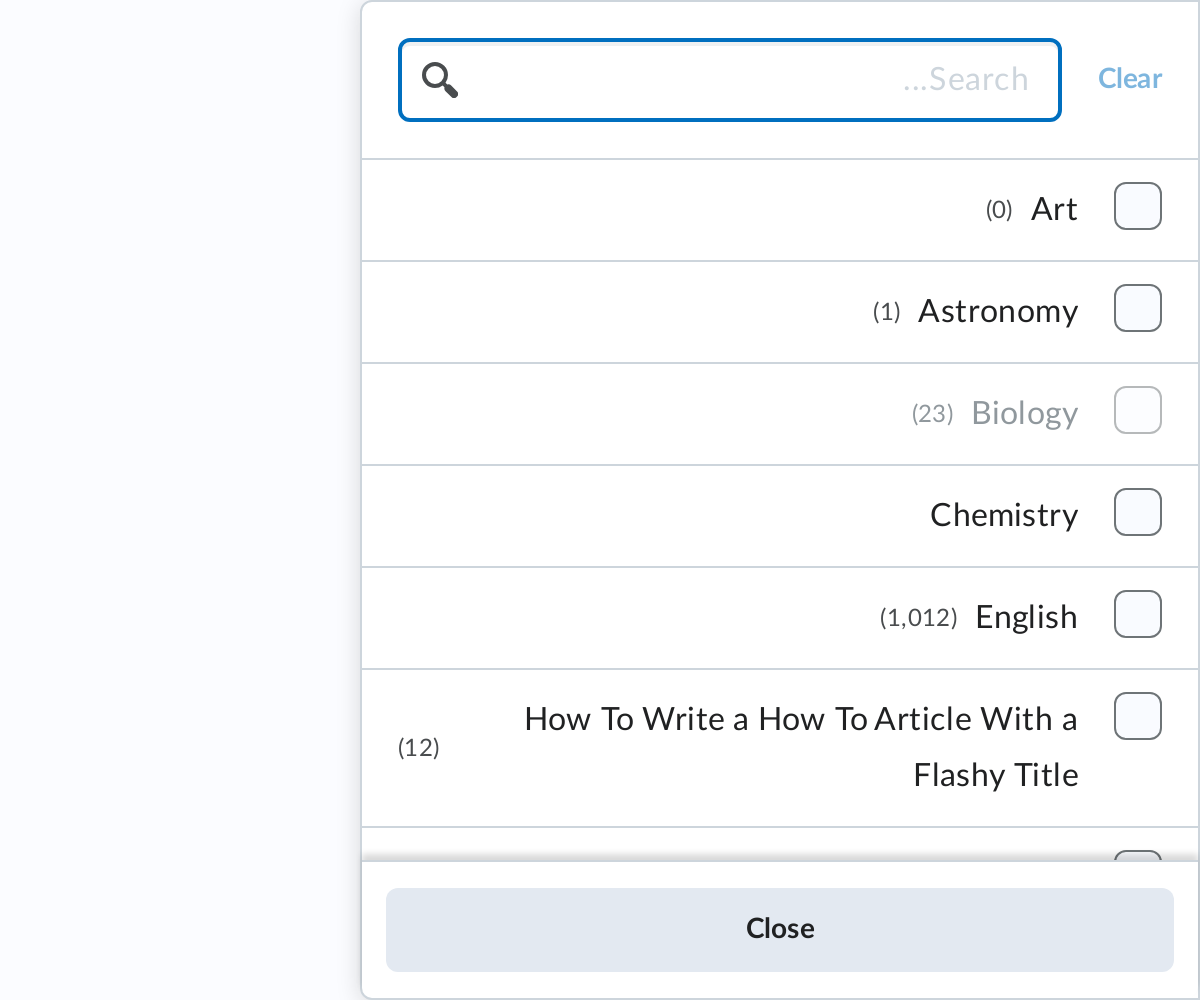 ...Search
Clear
Art (0)
Astronomy (1)
Biology (23)
Chemistry
English (1,012)
How To Write a How To Article With a
Flashy Title
(12)
Close